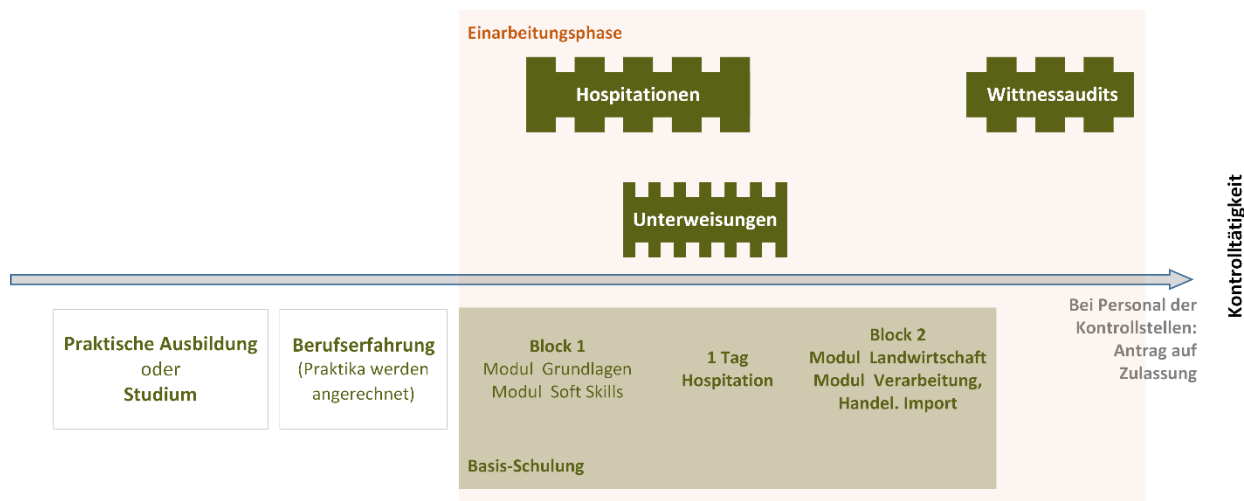 Einarbeitungsphase
Hospitationen
Wittnessaudits
Unterweisungen
Kontrolltätigkeit
Praktische Ausbildung
oder
Studium
Berufserfahrung
(Praktika werden
angerechnet)
Block 1
Modul Grundlagen
Modul Soft Skills
1 Tag
Hospitation
Block 2
Modul Landwirtschaft
Modul Verarbeitung,
Handel. Import
Basis-Schulung
Bei Personal der
Kontrollstellen:
Antrag auf
Zulassung